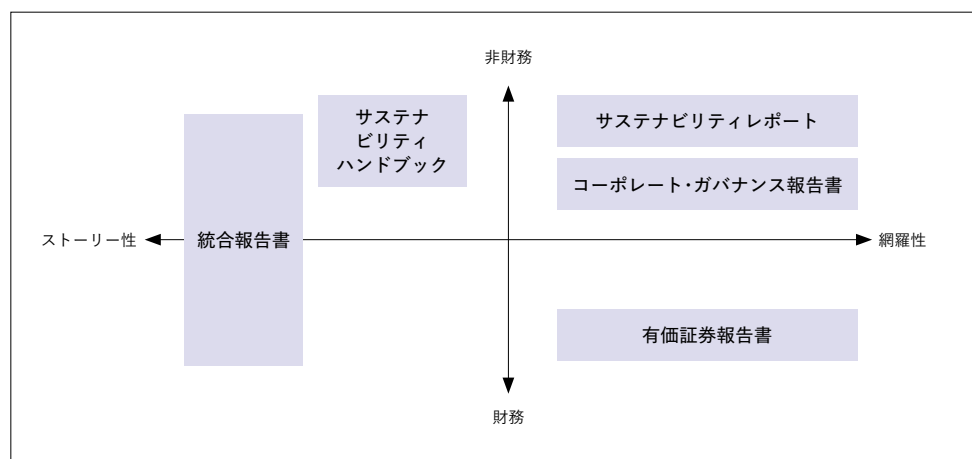 非財務
サステナ
ビリティ
ハンドブック
サステナビリティレポート
コーポレート・ガバナンス報告書
ストーリー性
統合報告書
網羅性
有価証券報告書
財務